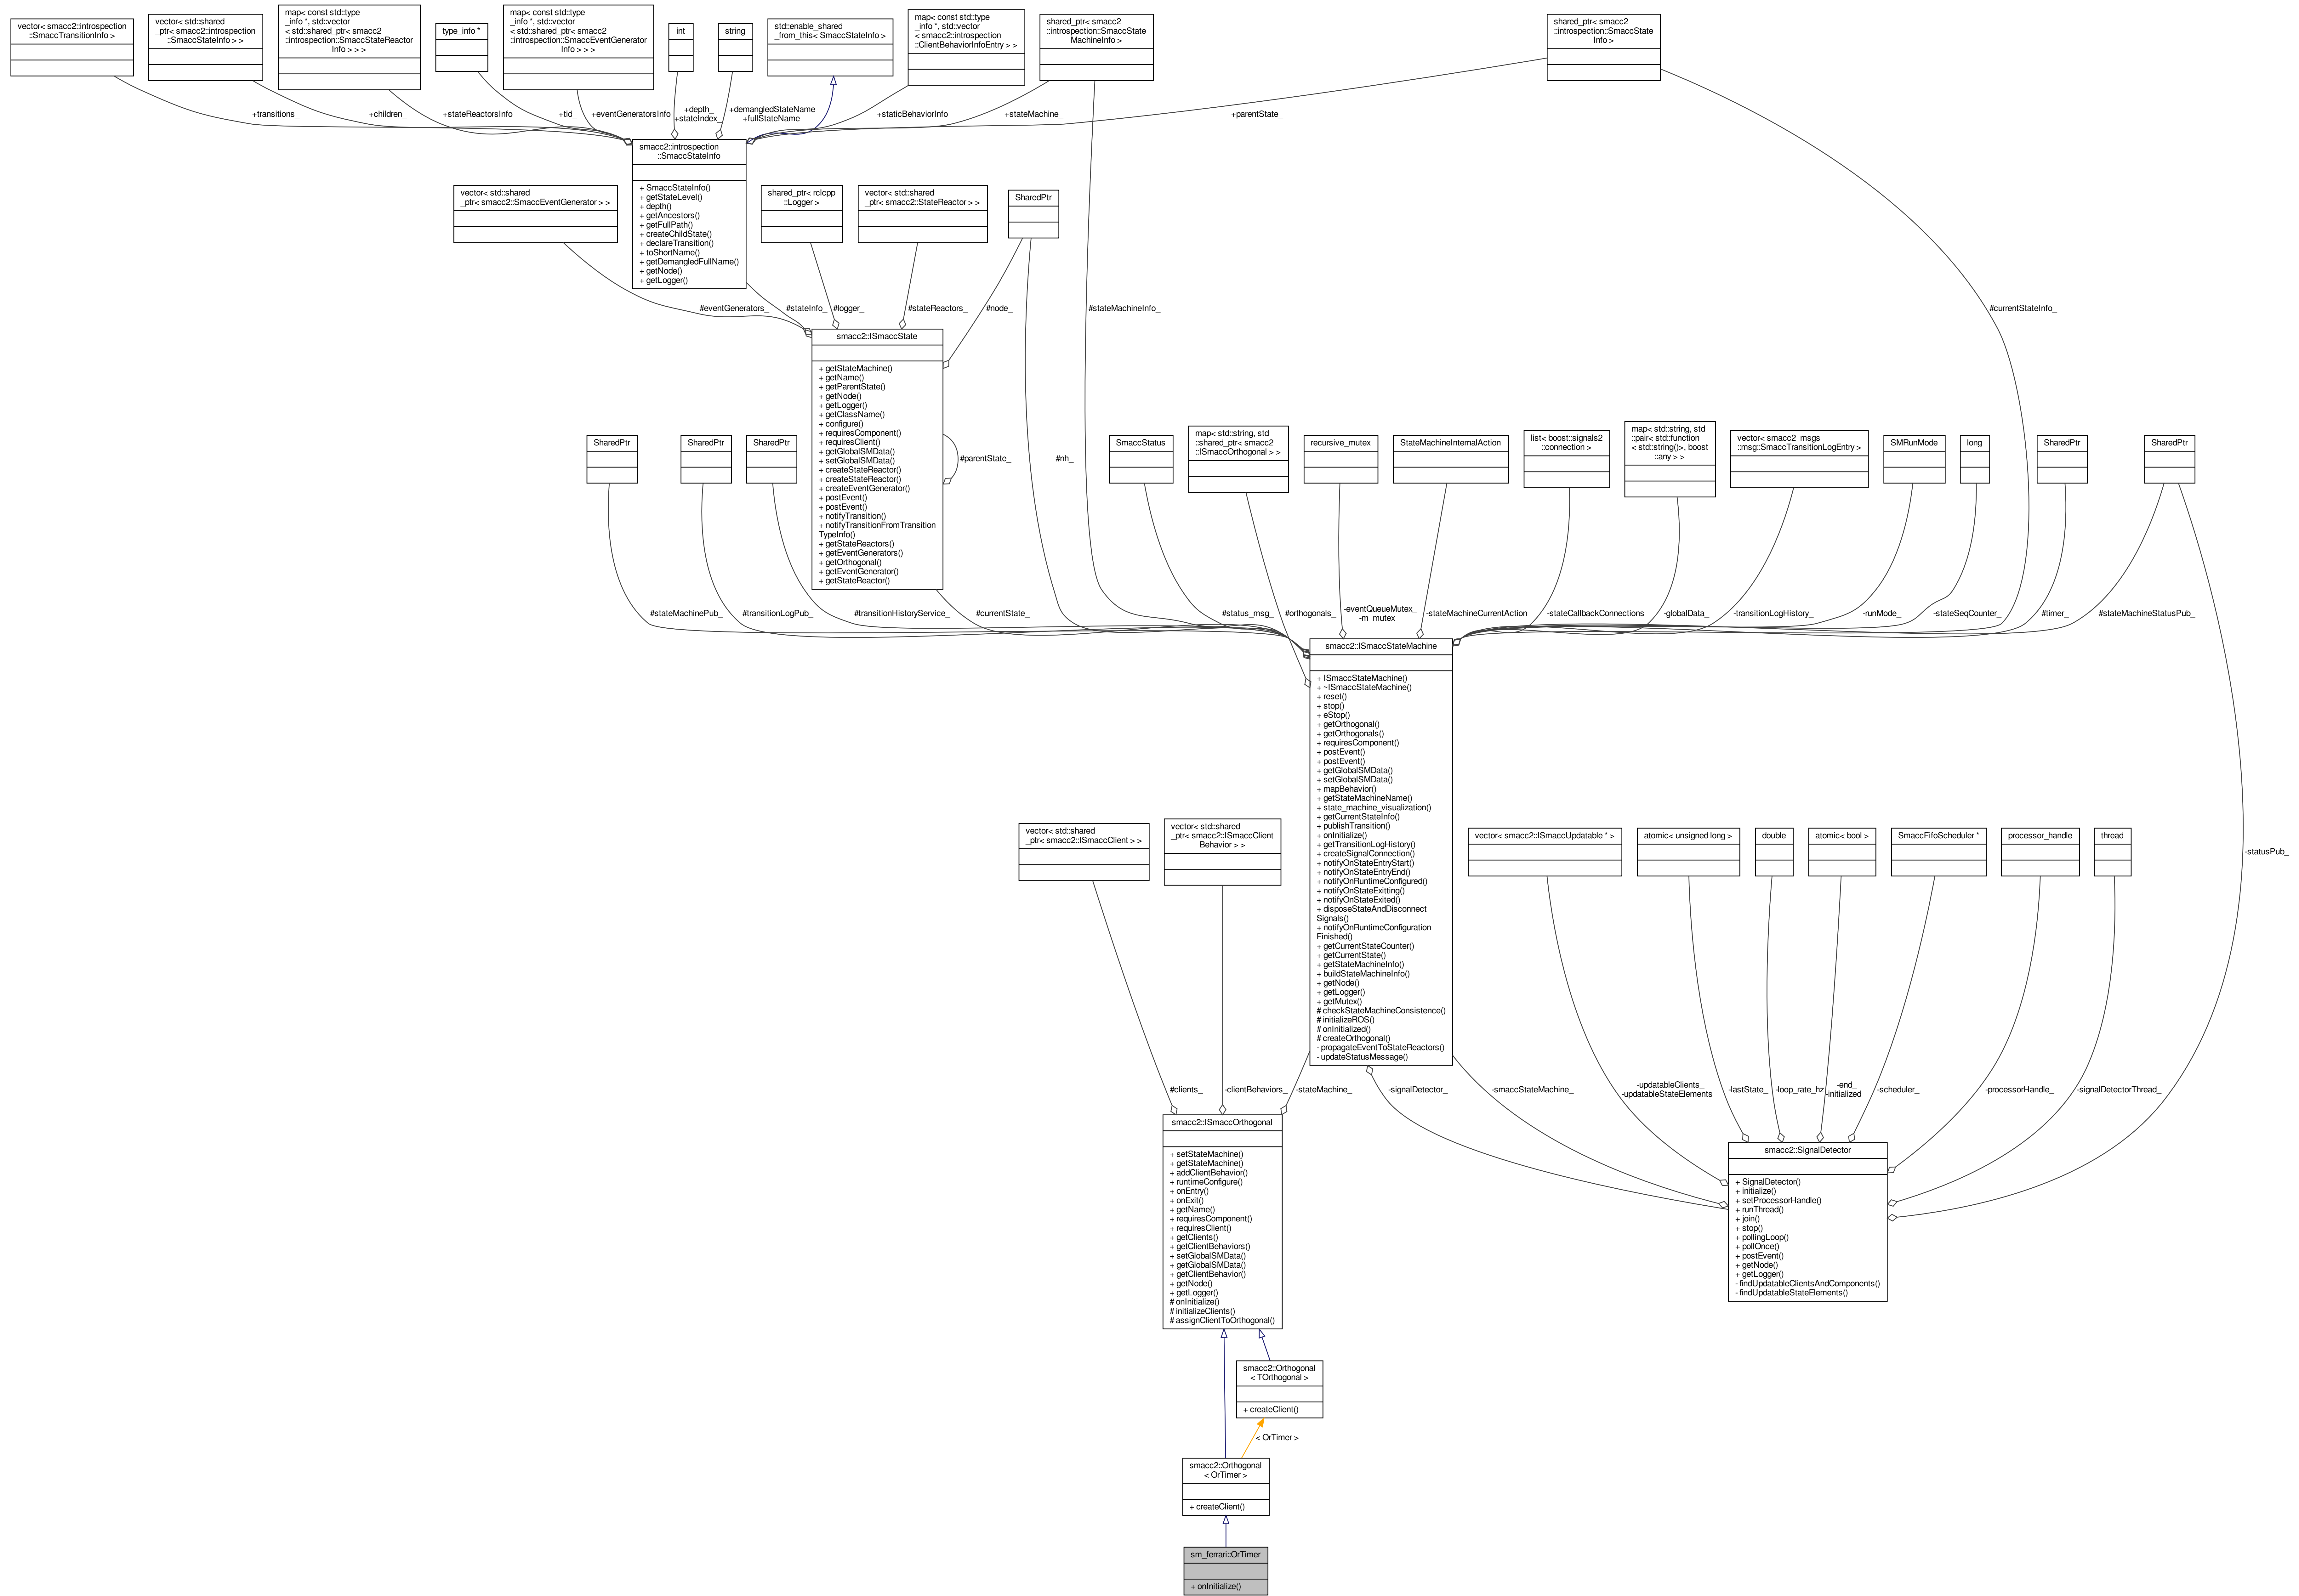 vector< smacc2::introspection
::SmaccTransitionInfo >
vector< std::shared
_ptr< smacc2::introspection
::SmaccStateInfo > >
map< const std::type
_info *, std::vector
< std::shared_ptr< smacc2
::introspection::SmaccStateReactor
Info > > >
type_info *
map< const std::type
_info *, std::vector
< std::shared_ptr< smacc2
::introspection::SmaccEventGenerator
Info > > >
int
string
std::enable_shared
_from_this< SmaccStateInfo >
map< const std::type
_info *, std::vector
< smacc2::introspection
::ClientBehaviorInfoEntry > >
shared_ptr< smacc2
::introspection::SmaccState
MachineInfo >
shared_ptr< smacc2
::introspection::SmaccState
Info >
+transitions_
+children_
+stateReactorsInfo
+tid_
+eventGeneratorsInfo
+depth_
+stateIndex_
+demangledStateName
+fullStateName
+staticBehaviorInfo
+stateMachine_
+parentState_
smacc2::introspection
::SmaccStateInfo
+ SmaccStateInfo()
+ getStateLevel()
+ depth()
+ getAncestors()
+ getFullPath()
+ createChildState()
+ declareTransition()
+ toShortName()
+ getDemangledFullName()
+ getNode()
+ getLogger()
vector< std::shared
_ptr< smacc2::SmaccEventGenerator > >
shared_ptr< rclcpp
::Logger >
vector< std::shared
_ptr< smacc2::StateReactor > >
SharedPtr
#eventGenerators_
#stateInfo_
#logger_
#stateReactors_
#node_
#stateMachineInfo_
#currentStateInfo_
smacc2::ISmaccState
+ getStateMachine()
+ getName()
+ getParentState()
+ getNode()
+ getLogger()
+ getClassName()
+ configure()
+ requiresComponent()
+ requiresClient()
+ getGlobalSMData()
+ setGlobalSMData()
+ createStateReactor()
+ createStateReactor()
+ createEventGenerator()
+ postEvent()
+ postEvent()
+ notifyTransition()
+ notifyTransitionFromTransition
TypeInfo()
+ getStateReactors()
+ getEventGenerators()
+ getOrthogonal()
+ getEventGenerator()
+ getStateReactor()
#parentState_
#nh_
SharedPtr
SharedPtr
SharedPtr
SmaccStatus
map< std::string, std
::shared_ptr< smacc2
::ISmaccOrthogonal > >
recursive_mutex
StateMachineInternalAction
list< boost::signals2
::connection >
map< std::string, std
::pair< std::function
< std::string()>, boost
::any > >
vector< smacc2_msgs
::msg::SmaccTransitionLogEntry >
SMRunMode
long
SharedPtr
SharedPtr
#stateMachinePub_
#transitionLogPub_
#transitionHistoryService_
#currentState_
#status_msg_
#orthogonals_
-eventQueueMutex_
-m_mutex_
-stateMachineCurrentAction
-stateCallbackConnections
-globalData_
-transitionLogHistory_
-runMode_
-stateSeqCounter_
#timer_
#stateMachineStatusPub_
smacc2::ISmaccStateMachine
+ ISmaccStateMachine()
+ ~ISmaccStateMachine()
+ reset()
+ stop()
+ eStop()
+ getOrthogonal()
+ getOrthogonals()
+ requiresComponent()
+ postEvent()
+ postEvent()
+ getGlobalSMData()
+ setGlobalSMData()
+ mapBehavior()
+ getStateMachineName()
+ state_machine_visualization()
+ getCurrentStateInfo()
+ publishTransition()
+ onInitialize()
+ getTransitionLogHistory()
+ createSignalConnection()
+ notifyOnStateEntryStart()
+ notifyOnStateEntryEnd()
+ notifyOnRuntimeConfigured()
+ notifyOnStateExitting()
+ notifyOnStateExited()
+ disposeStateAndDisconnect
Signals()
+ notifyOnRuntimeConfiguration
Finished()
+ getCurrentStateCounter()
+ getCurrentState()
+ getStateMachineInfo()
+ buildStateMachineInfo()
+ getNode()
+ getLogger()
+ getMutex()
# checkStateMachineConsistence()
# initializeROS()
# onInitialized()
# createOrthogonal()
- propagateEventToStateReactors()
- updateStatusMessage()
vector< std::shared
_ptr< smacc2::ISmaccClient > >
vector< std::shared
_ptr< smacc2::ISmaccClient
Behavior > >
vector< smacc2::ISmaccUpdatable * >
atomic< unsigned long >
double
atomic< bool >
SmaccFifoScheduler *
processor_handle
thread
-statusPub_
#clients_
-clientBehaviors_
-stateMachine_
-signalDetector_
-smaccStateMachine_
-updatableClients_
-updatableStateElements_
-lastState_
-loop_rate_hz
-end_
-initialized_
-scheduler_
-processorHandle_
-signalDetectorThread_
smacc2::ISmaccOrthogonal
+ setStateMachine()
+ getStateMachine()
+ addClientBehavior()
+ runtimeConfigure()
+ onEntry()
+ onExit()
+ getName()
+ requiresComponent()
+ requiresClient()
+ getClients()
+ getClientBehaviors()
+ setGlobalSMData()
+ getGlobalSMData()
+ getClientBehavior()
+ getNode()
+ getLogger()
# onInitialize()
# initializeClients()
# assignClientToOrthogonal()
smacc2::SignalDetector
+ SignalDetector()
+ initialize()
+ setProcessorHandle()
+ runThread()
+ join()
+ stop()
+ pollingLoop()
+ pollOnce()
+ postEvent()
+ getNode()
+ getLogger()
- findUpdatableClientsAndComponents()
- findUpdatableStateElements()
smacc2::Orthogonal
< TOrthogonal >
+ createClient()
< OrTimer >
smacc2::Orthogonal
< OrTimer >
+ createClient()
sm_ferrari::OrTimer
+ onInitialize()